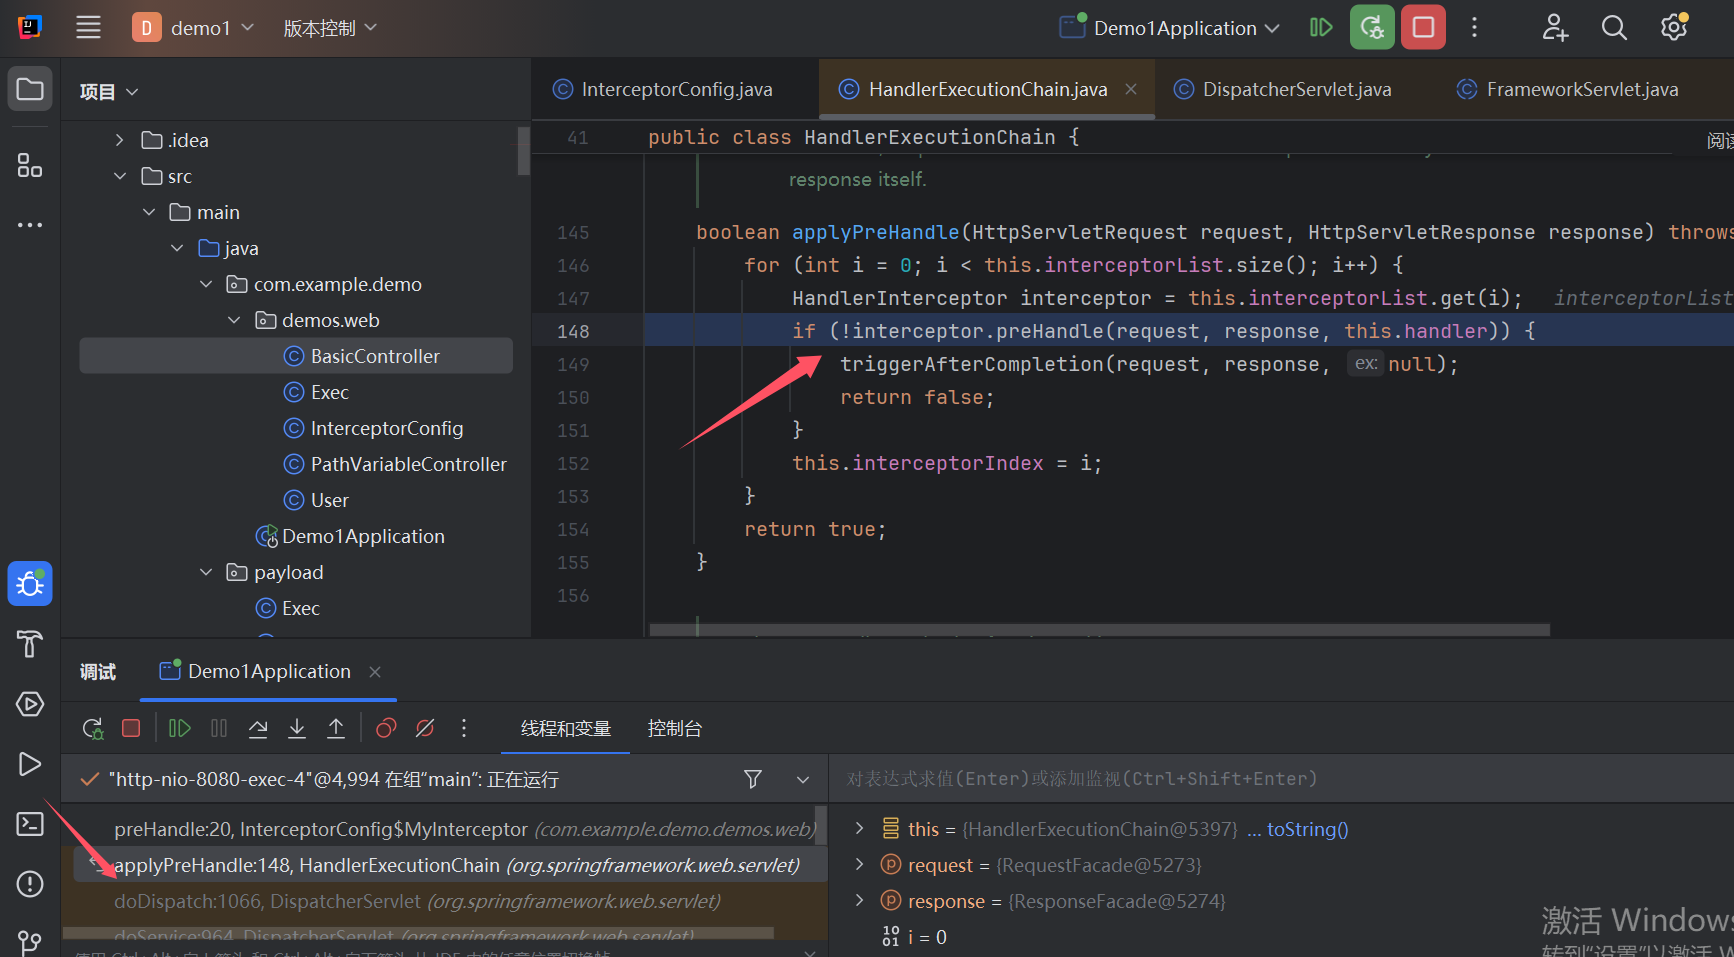 D demo1 版本控制 Demo1Application
项目
InterceptorConfig.java HandlerExecutionChain.java DispatcherServlet.java FrameworkServlet.java
.idea
src
main
java
com.example.demo
demos.web
BasicController
Exec
InterceptorConfig
PathVariableController
User
Demo1Application
payload
Exec
41 public class HandlerExecutionChain {
response itself.
145 boolean applyPreHandle(HttpServletRequest request, HttpServletResponse response) throws
146 for (int i = 0; i < this.interceptorList.size(); i++) {
147 HandlerInterceptor interceptor = this.interceptorList.get(i); interceptorList
148 if (!interceptor.preHandle(request, response, this.handler)) {
149 triggerAfterCompletion(request, response, ex: null);
150 return false;
151 }
152 this.interceptorIndex = i;
153 }
154 return true;
155 }
156
调试 Demo1Application
线程和变量 控制台
"http-nio-8080-exec-4"@4,994 在组“main”: 正在运行
对表达式求值(Enter)或添加监视(Ctrl+Shift+Enter)
preHandle:20, InterceptorConfig$MyInterceptor (com.example.demo.demos.web)
applyPreHandle:148, HandlerExecutionChain (org.springframework.web.servlet)
doDispatch:1066, DispatcherServlet (org.springframework.web.servlet)
doService:964, DispatcherServlet (org.springframework.web.servlet)
this = {HandlerExecutionChain@5397} ... toString()
request = {RequestFacade@5273}
response = {ResponseFacade@5274}
i = 0
激活 Windows
转到“设置”以激活 W